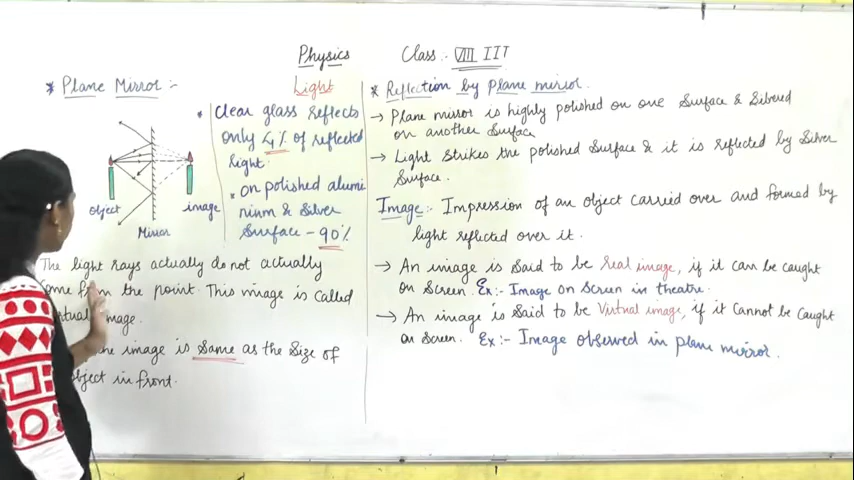 Physics Class :- VIII IIT
Light
* Plane Mirror :-
object
image
Mirror
* Clear glass reflects
only 4% of reflected
light.
* on polished alumi
nium & Silver
Surface - 90%
The light rays actually do not actually
come from the point. This image is called
image.
image is Same as the Size of
object in front.
* Reflection by plane mirror.
→ Plane mirror is highly polished on one Surface & Silvered
on another Surface
→ Light Strikes the polished Surface & it is reflected by Silver
Surface.
Image :- Impression of an object carried over and formed by
light reflected over it.
→ An image is Said to be Real image, if it can be caught
on Screen. Ex :- Image on Screen in theatre.
→ An image is Said to be Virtual image, if it cannot be Caught
on Screen. Ex :- Image observed in plane mirror.